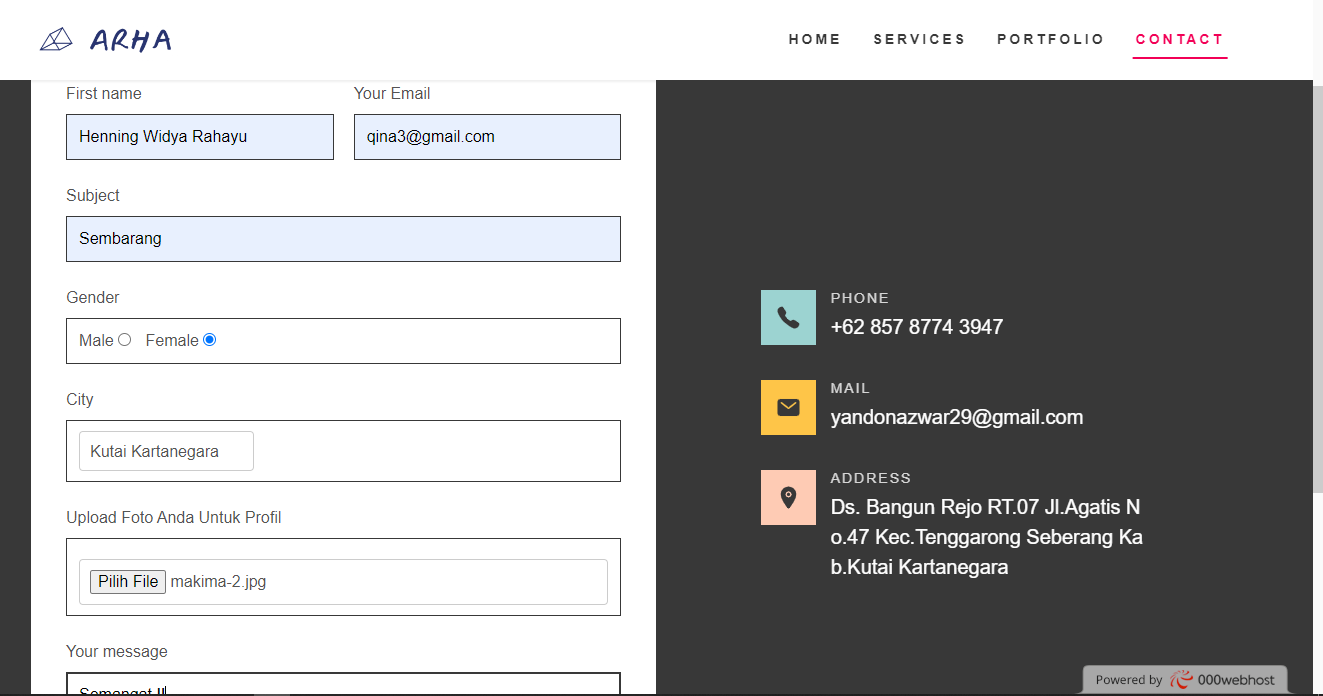 ARHA
HOME SERVICES PORTFOLIO CONTACT
First name
Your Email
Henning Widya Rahayu
qina3@gmail.com
Subject
Sembarang
Gender
Male Female
City
Kutai Kartanegara
Upload Foto Anda Untuk Profil
Pilih File makima-2.jpg
Your message
Semangat !!
PHONE
+62 857 8774 3947
MAIL
yandonazwar29@gmail.com
ADDRESS
Ds. Bangun Rejo RT.07 Jl.Agatis N
o.47 Kec.Tenggarong Seberang Ka
b.Kutai Kartanegara
Powered by 000webhost